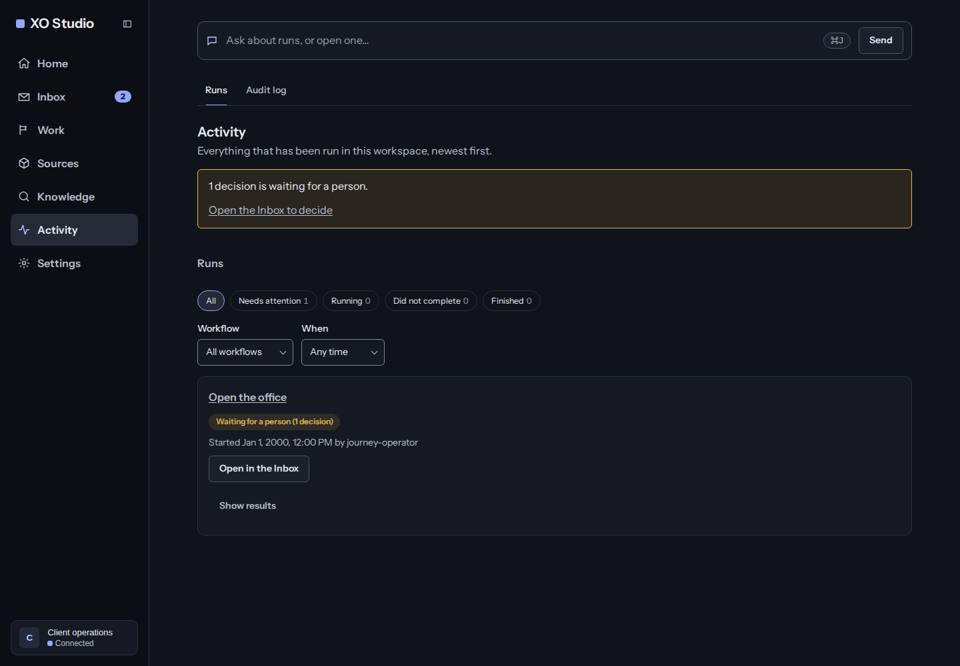 XO Studio
Home
Inbox 2
Work
Sources
Knowledge
Activity
Settings
C
Client operations
Connected
Ask about runs, or open one... ⌘J Send
Runs Audit log
Activity
Everything that has been run in this workspace, newest first.
1 decision is waiting for a person.
Open the Inbox to decide
Runs
All Needs attention 1 Running 0 Did not complete 0 Finished 0
Workflow When
All workflows Any time
Open the office
Waiting for a person (1 decision)
Started Jan 1, 2000, 12:00 PM by journey-operator
Open in the Inbox
Show results